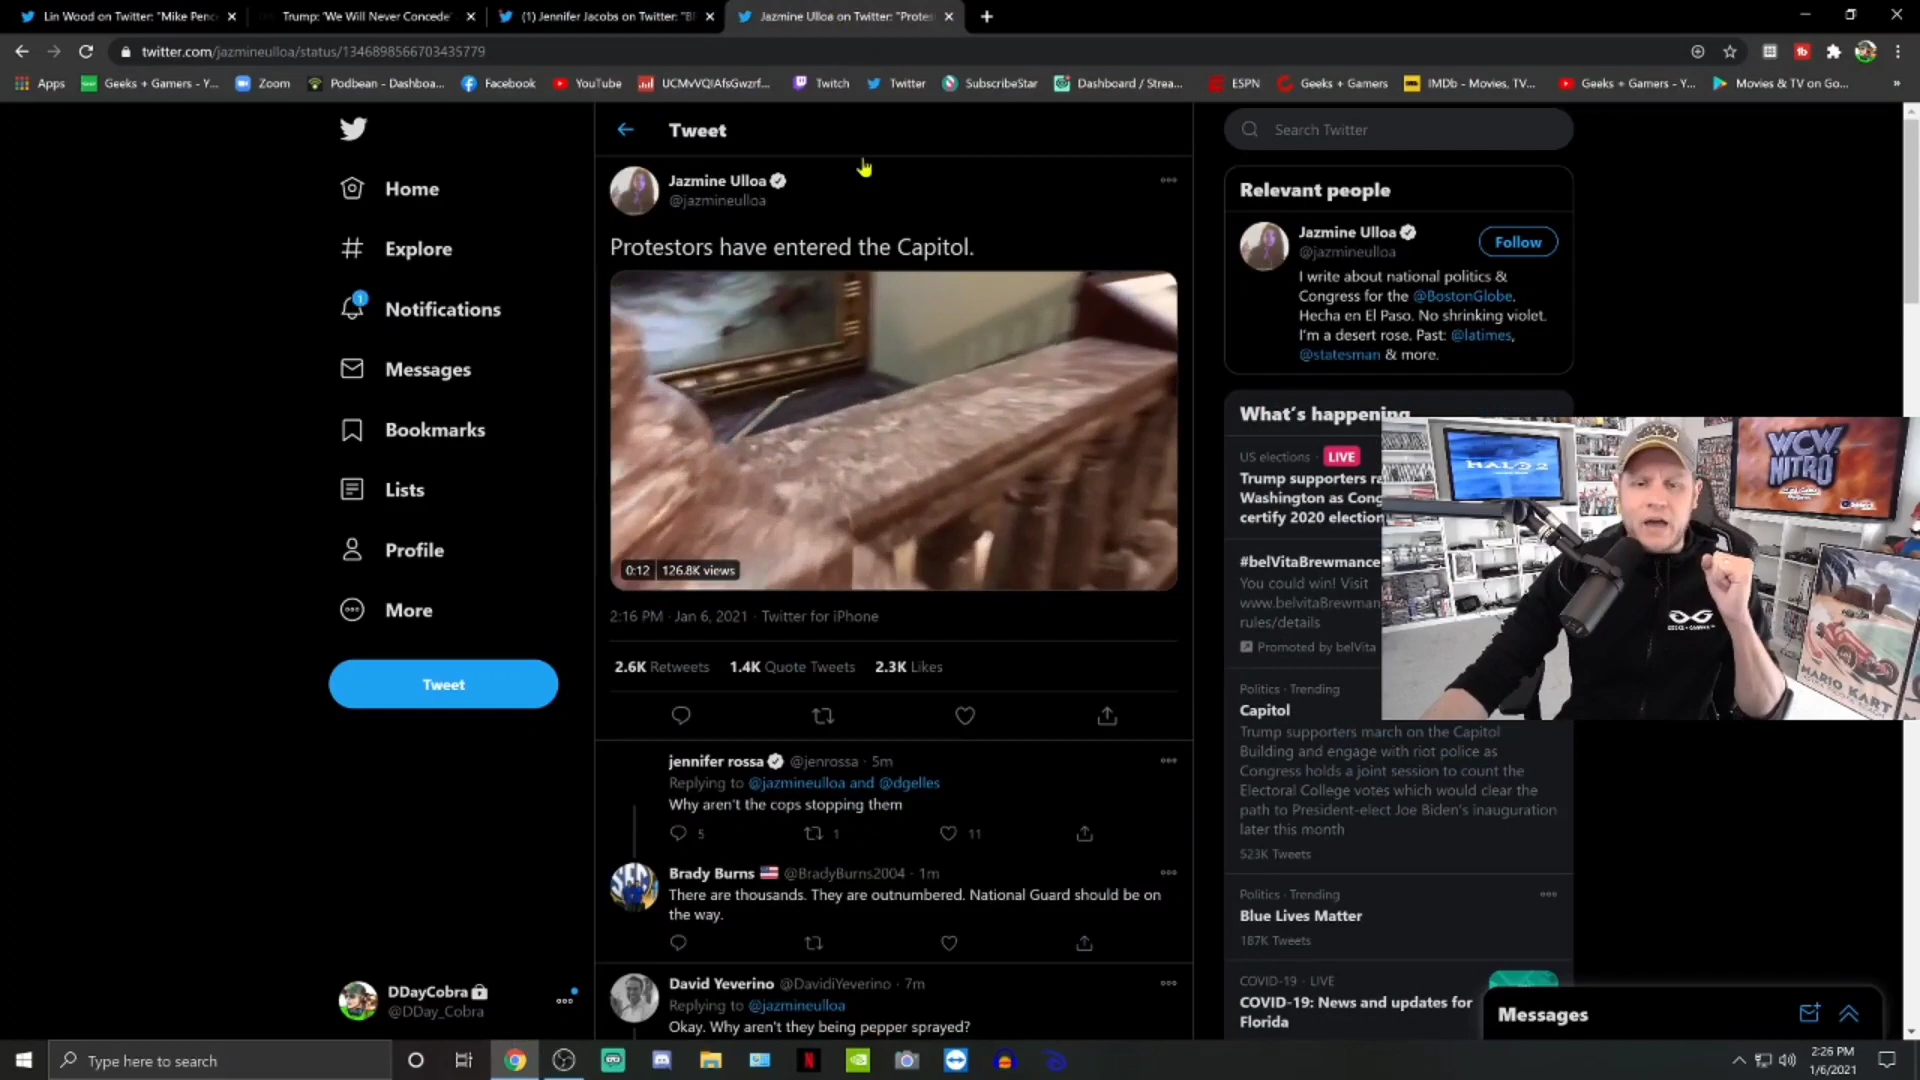 Lin Wood on Twitter: "Mike Penc
Trump: 'We Will Never Concede'
(1) Jennifer Jacobs on Twitter: "B
Jazmine Ulloa on Twitter: "Protes
twitter.com/jazmineulloa/status/1346898566703435779
Apps
Geeks + Gamers - Y...
Zoom
Podbean - Dashboa...
Facebook
YouTube
Twitch
Twitter
SubscribeStar
Dashboard / Strea...
ESPN
Geeks + Gamers
IMDb - Movies, TV...
Geeks + Gamers - Y...
Movies & TV on Go...
Home
Explore
1
Notifications
Messages
Bookmarks
Lists
Profile
More
Tweet
DDayCobra
@DDay_Cobra
Tweet
Jazmine Ulloa
@jazmineulloa
Protestors have entered the Capitol.
0:12 126.8K views
2:16 PM · Jan 6, 2021 · Twitter for iPhone
2.6K Retweets 1.4K Quote Tweets 2.3K Likes
jennifer rossa @jenrossa · 5m
Replying to @jazmineulloa and @dgelles
Why aren't the cops stopping them
5 1 11
Brady Burns @BradyBurns2004 · 1m
There are thousands. They are outnumbered. National Guard should be on
the way.
David Yeverino @DavidiYeverino · 7m
Replying to @jazmineulloa
Okay. Why aren't they being pepper sprayed?
Search Twitter
Relevant people
Jazmine Ulloa
@jazmineulloa
Follow
I write about national politics &
Congress for the @BostonGlobe.
Hecha en El Paso. No shrinking violet.
I'm a desert rose. Past: @latimes,
@statesman & more.
What's happening
US elections · LIVE
Trump supporters ra
Washington as Cong
certify 2020 election
#belVitaBrewmance
You could win! Visit
www.belvitaBrewman
rules/details
Promoted by belVita
Politics · Trending
Capitol
Trump supporters march on the Capitol
Building and engage with riot police as
Congress holds a joint session to count the
Electoral College votes which would clear the
path to President-elect Joe Biden's inauguration
later this month
523K Tweets
Politics · Trending
Blue Lives Matter
187K Tweets
COVID-19 · LIVE
COVID-19: News and updates for
Florida
HALO 2
WCW
NITRO
MARIO KART
Messages
Type here to search
2:26 PM
1/6/2021